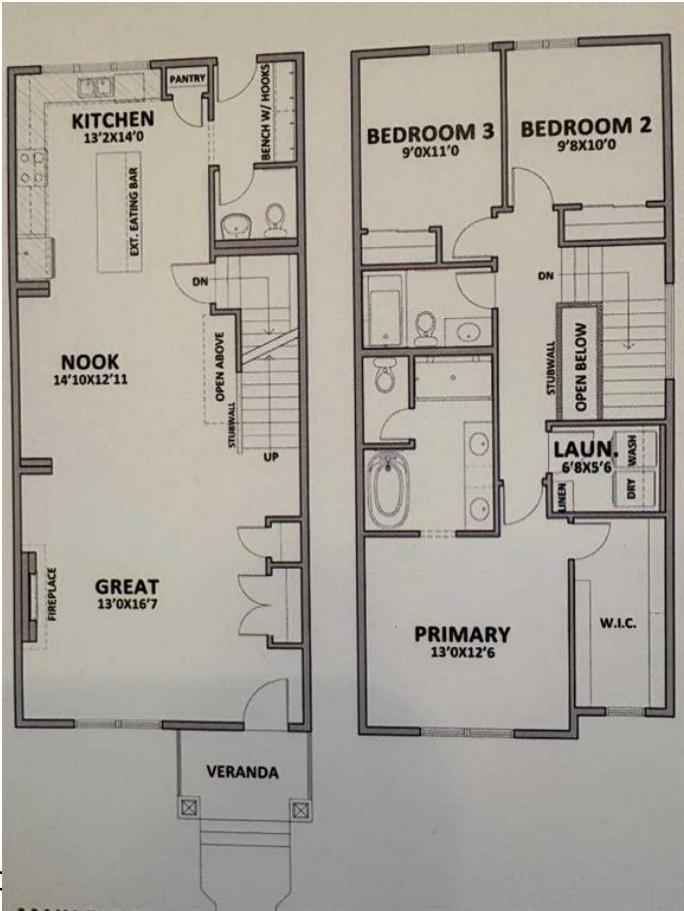 KITCHEN
13'2X14'0
PANTRY
BENCH W/ HOOKS
EXT. EATING BAR
DN
NOOK
14'10X12'11
OPEN ABOVE
STUBWALL
UP
FIREPLACE
GREAT
13'0X16'7
VERANDA
BEDROOM 3
9'0X11'0
BEDROOM 2
9'8X10'0
DN
STUBWALL
OPEN BELOW
LAUN.
6'8X5'6
WASH
DRY
LINEN
PRIMARY
13'0X12'6
W.I.C.